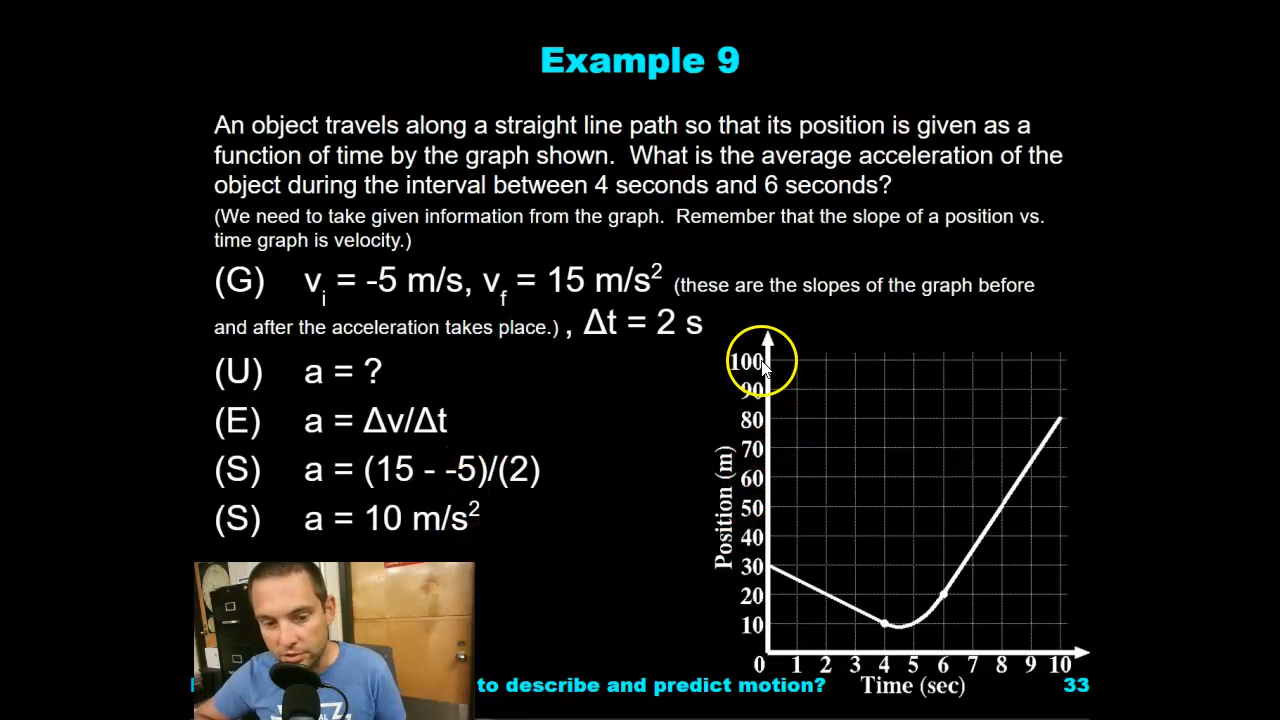 Example 9
An object travels along a straight line path so that its position is given as a
function of time by the graph shown. What is the average acceleration of the
object during the interval between 4 seconds and 6 seconds?
(We need to take given information from the graph. Remember that the slope of a position vs.
time graph is velocity.)
(G) vᵢ = -5 m/s, v_f = 15 m/s² (these are the slopes of the graph before
and after the acceleration takes place.) , Δt = 2 s
(U) a = ?
(E) a = Δv/Δt
(S) a = (15 - -5)/(2)
(S) a = 10 m/s²
100
90
80
70
60
50
40
30
20
10
Position (m)
0 1 2 3 4 5 6 7 8 9 10
Time (sec)
to describe and predict motion?
33